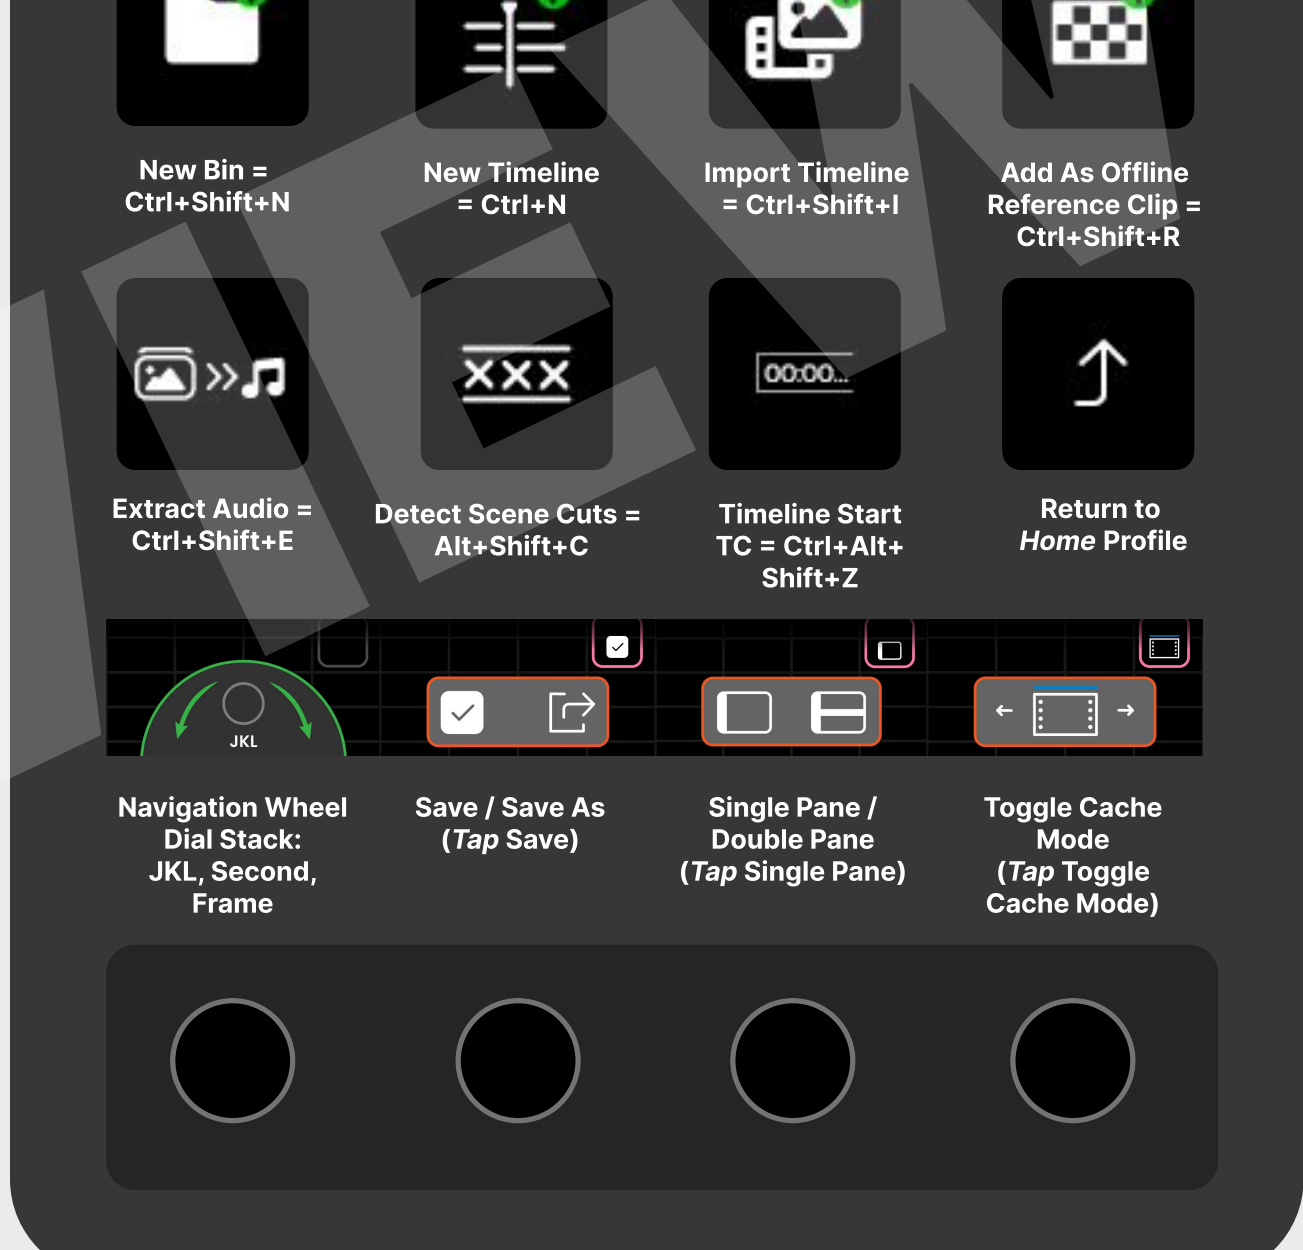 New Bin =
Ctrl+Shift+N
New Timeline
= Ctrl+N
Import Timeline
= Ctrl+Shift+I
Add As Offline
Reference Clip =
Ctrl+Shift+R
00:00...
Extract Audio =
Ctrl+Shift+E
Detect Scene Cuts =
Alt+Shift+C
Timeline Start
TC = Ctrl+Alt+
Shift+Z
Return to
Home Profile
JKL
Navigation Wheel
Dial Stack:
JKL, Second,
Frame
Save / Save As
(Tap Save)
Single Pane /
Double Pane
(Tap Single Pane)
Toggle Cache
Mode
(Tap Toggle
Cache Mode)